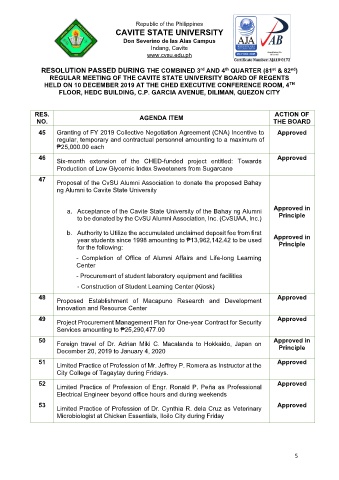 Republic of the Philippines
CAVITE STATE UNIVERSITY
Don Severino de las Alas Campus
Indang, Cavite
www.cvsu.edu.ph
AJA
AB
Certificate Number: AJA19-0172
RESOLUTION PASSED DURING THE COMBINED 3rd AND 4th QUARTER (81st & 82nd)
REGULAR MEETING OF THE CAVITE STATE UNIVERSITY BOARD OF REGENTS
HELD ON 10 DECEMBER 2019 AT THE CHED EXECUTIVE CONFERENCE ROOM, 4TH
FLOOR, HEDC BUILDING, C.P. GARCIA AVENUE, DILIMAN, QUEZON CITY
RES. NO. AGENDA ITEM ACTION OF THE BOARD
45 Granting of FY 2019 Collective Negotiation Agreement (CNA) Incentive to Approved
regular, temporary and contractual personnel amounting to a maximum of
₱25,000.00 each
46 Six-month extension of the CHED-funded project entitled: Towards Approved
Production of Low Glycemic Index Sweeteners from Sugarcane
47 Proposal of the CvSU Alumni Association to donate the proposed Bahay
ng Alumni to Cavite State University
a. Acceptance of the Cavite State University of the Bahay ng Alumni Approved in
to be donated by the CvSU Alumni Association, Inc. (CvSUAA, Inc.) Principle
b. Authority to Utilize the accumulated unclaimed deposit fee from first
year students since 1998 amounting to ₱13,962,142.42 to be used Approved in
for the following: Principle
- Completion of Office of Alumni Affairs and Life-long Learning
Center
- Procurement of student laboratory equipment and facilities
- Construction of Student Learning Center (Kiosk)
48 Proposed Establishment of Macapuno Research and Development Approved
Innovation and Resource Center
49 Project Procurement Management Plan for One-year Contract for Security Approved
Services amounting to ₱25,290,477.00
50 Foreign travel of Dr. Adrian Miki C. Macalanda to Hokkaido, Japan on Approved in
December 20, 2019 to January 4, 2020 Principle
51 Limited Practice of Profession of Mr. Jeffrey P. Romera as Instructor at the Approved
City College of Tagaytay during Fridays.
52 Limited Practice of Profession of Engr. Ronald P. Peña as Professional Approved
Electrical Engineer beyond office hours and during weekends
53 Limited Practice of Profession of Dr. Cynthia R. dela Cruz as Veterinary Approved
Microbiologist at Chicken Essentials, Iloilo City during Friday
5